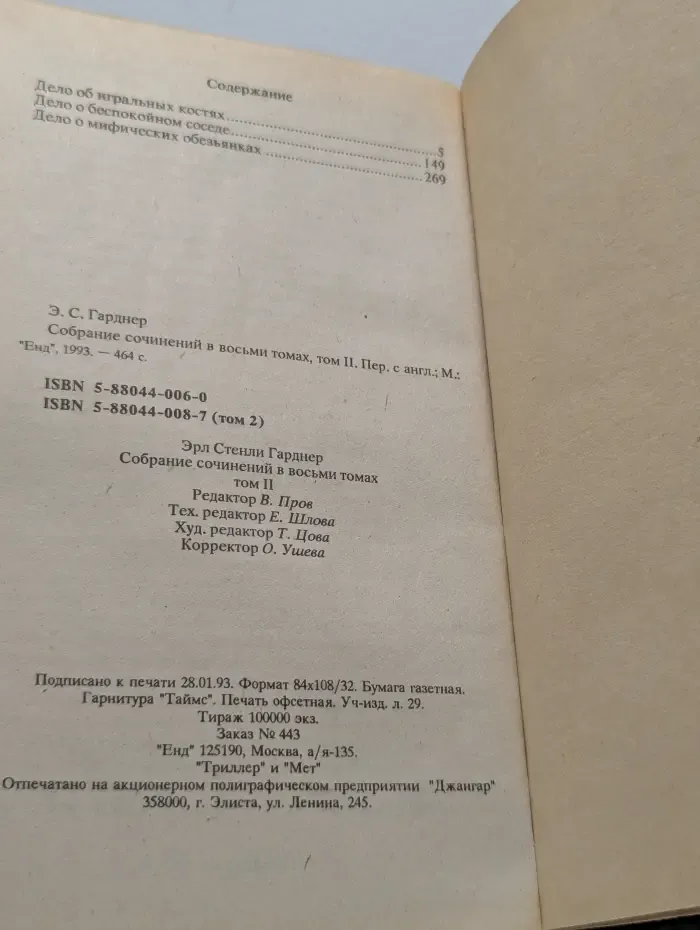 Содержание
Дело об игральных костях........................................5
Дело о беспокойном соседе........................................149
Дело о мифических обезьянках........................................269
Э. С. Гарднер
Собрание сочинений в восьми томах, том II. Пер. с англ.; М.:
"Енд", 1993. — 464 с.
ISBN 5-88044-006-0
ISBN 5-88044-008-7 (том 2)
Эрл Стенли Гарднер
Собрание сочинений в восьми томах
том II
Редактор В. Пров
Тех. редактор Е. Шлова
Худ. редактор Т. Цова
Корректор О. Ушева
Подписано к печати 28.01.93. Формат 84х108/32. Бумага газетная.
Гарнитура "Таймс". Печать офсетная. Уч-изд. л. 29.
Тираж 100000 экз.
Заказ № 443
"Енд" 125190, Москва, а/я-135.
"Триллер" и "Мет"
Отпечатано на акционерном полиграфическом предприятии "Джангар"
358000, г. Элиста, ул. Ленина, 245.